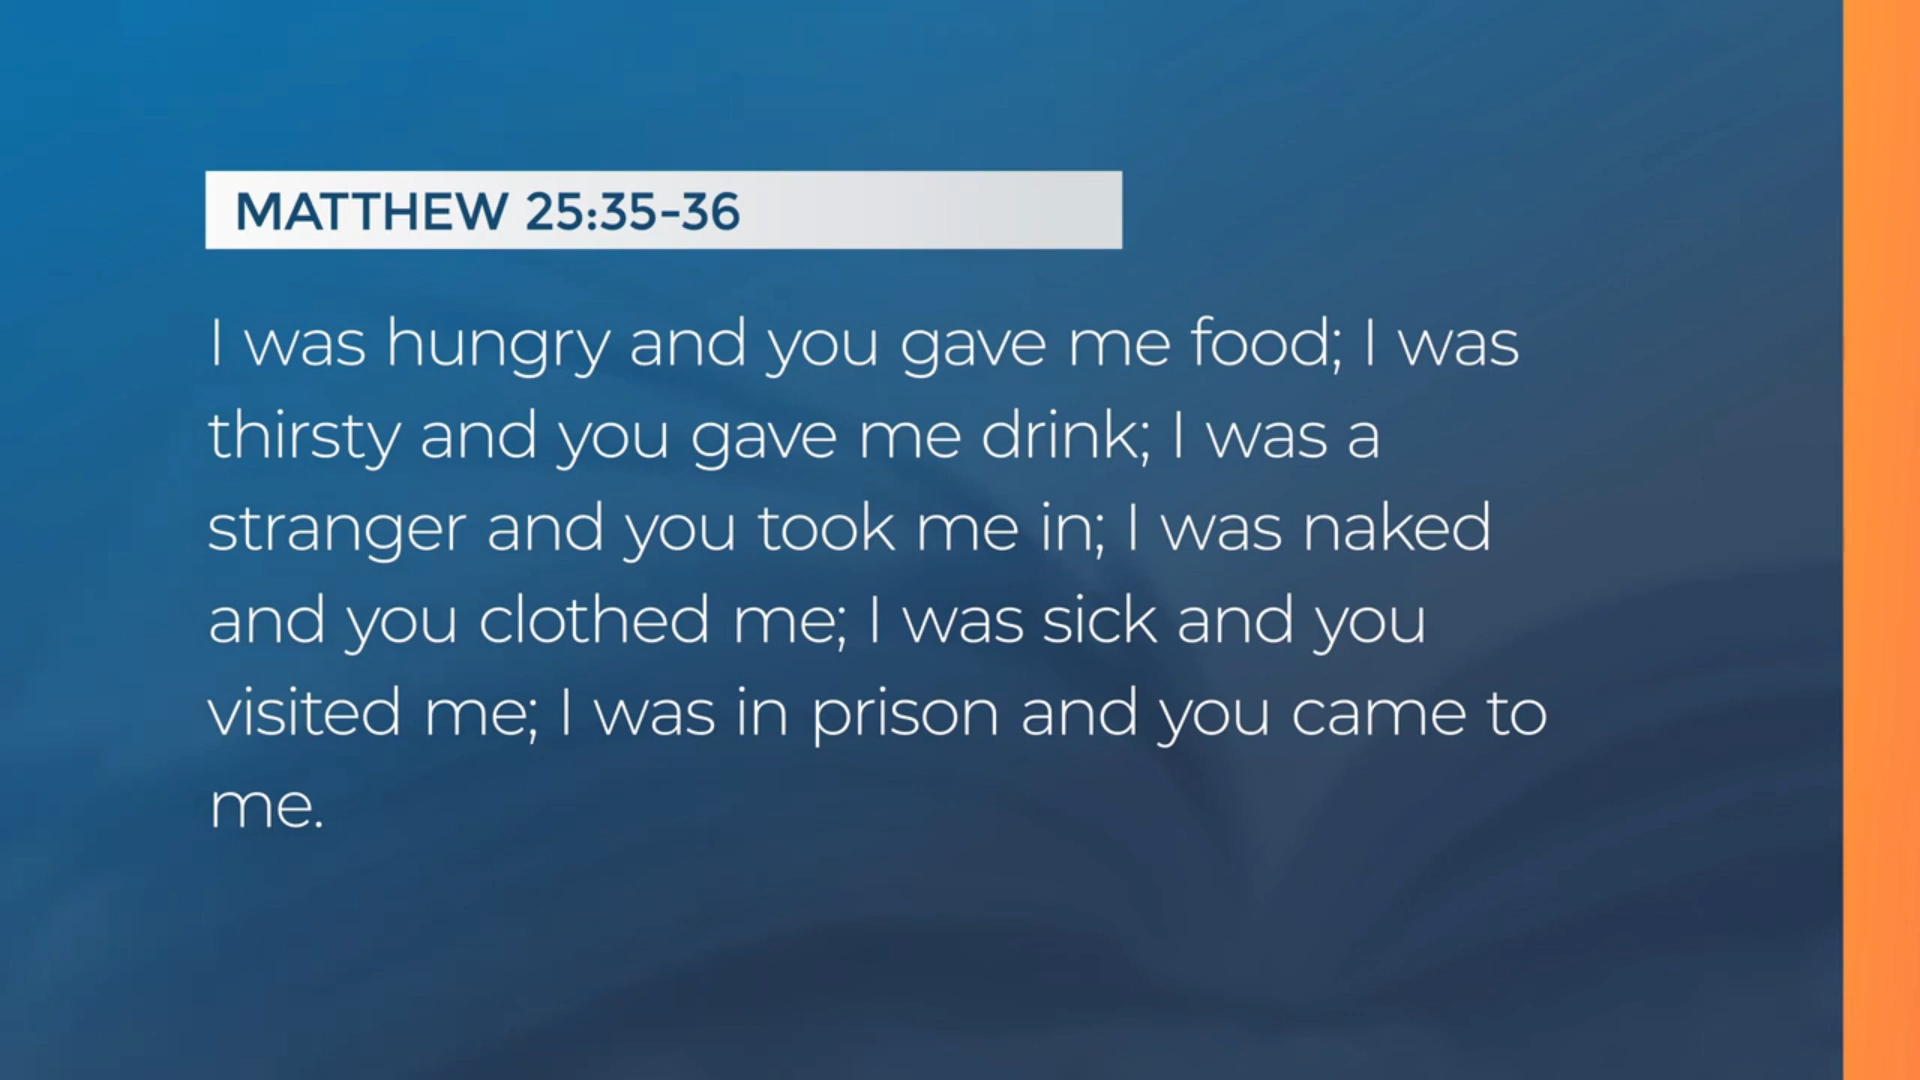 MATTHEW 25:35-36
I was hungry and you gave me food; I was
thirsty and you gave me drink; I was a
stranger and you took me in; I was naked
and you clothed me; I was sick and you
visited me; I was in prison and you came to
me.